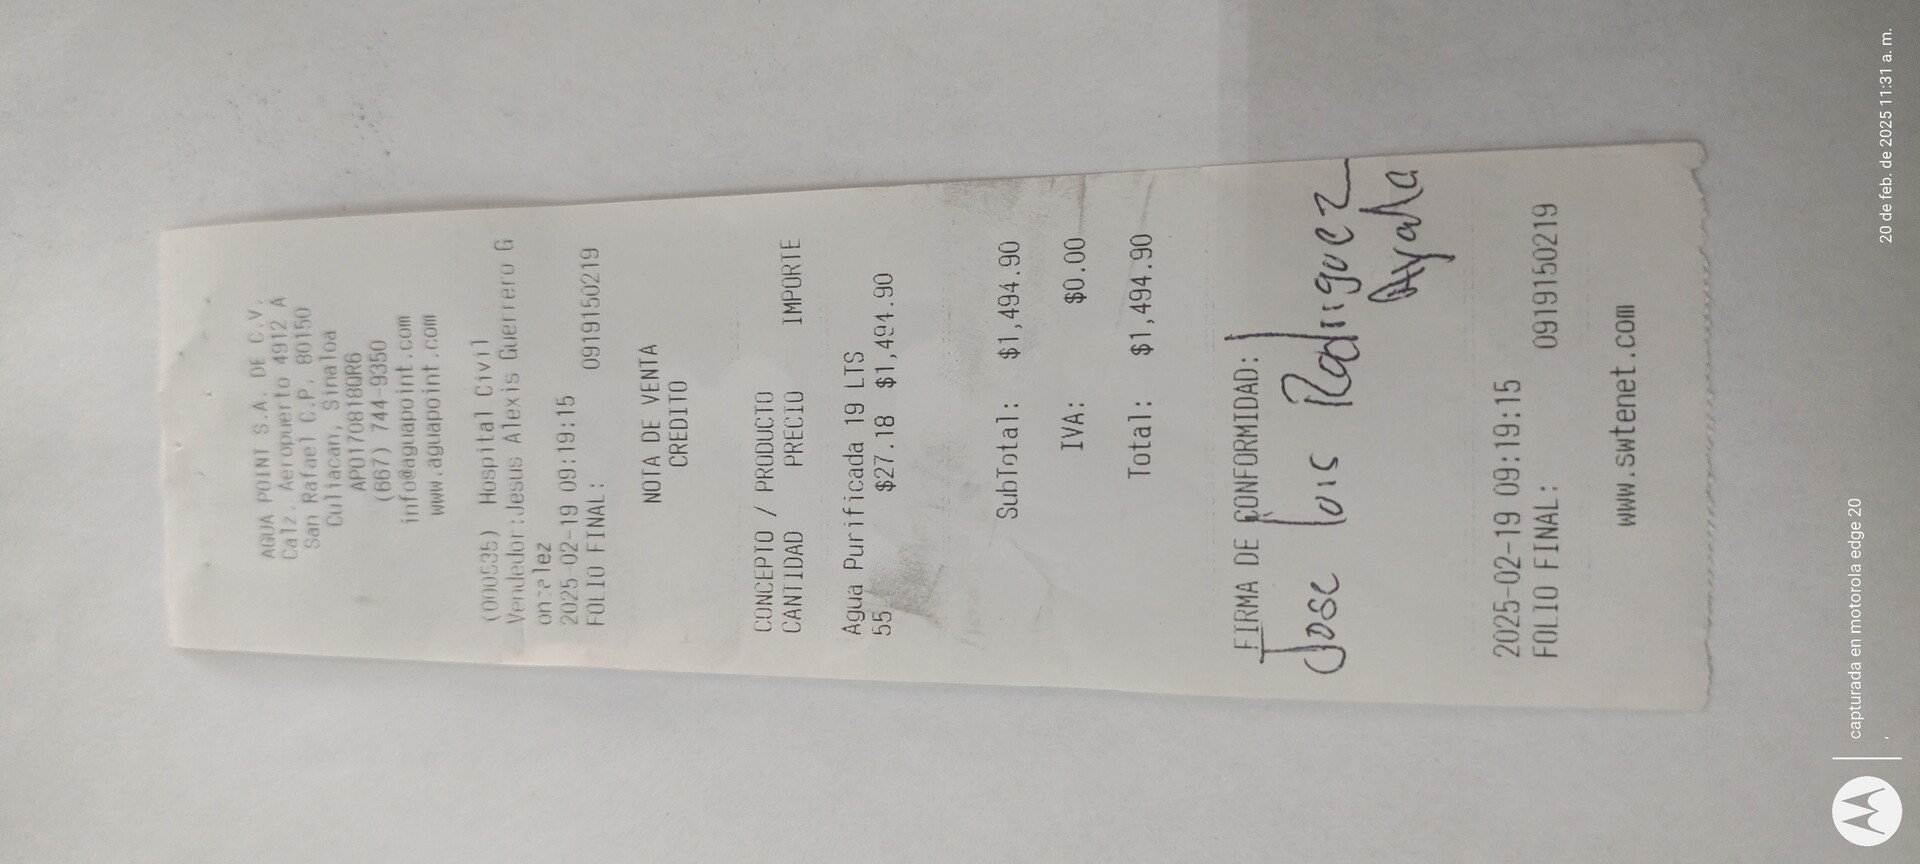 AGUA POINT S.A. DE C.V.
Calz. Aeropuerto 4912 A
San Rafael C.P. 80150
Culiacan, Sinaloa
APO170818QR6
(667) 744-9350
info@aguapoint.com
www.aguapoint.com
(000535) Hospital Civil
Vendedor:Jesus Alexis Guerrero G
onzalez
2025-02-19 09:19:15
FOLIO FINAL: 0919150219
NOTA DE VENTA
CREDITO
CONCEPTO / PRODUCTO
CANTIDAD PRECIO IMPORTE
Agua Purificada 19 LTS
55 $27.18 $1,494.90
SubTotal: $1,494.90
IVA: $0.00
Total: $1,494.90
FIRMA DE CONFORMIDAD:
Jose Luis Rodriguez
Ayala
2025-02-19 09:19:15
FOLIO FINAL: 0919150219
www.swtenet.com
capturada en motorola edge 20
20 de feb. de 2025 11:31 a. m.